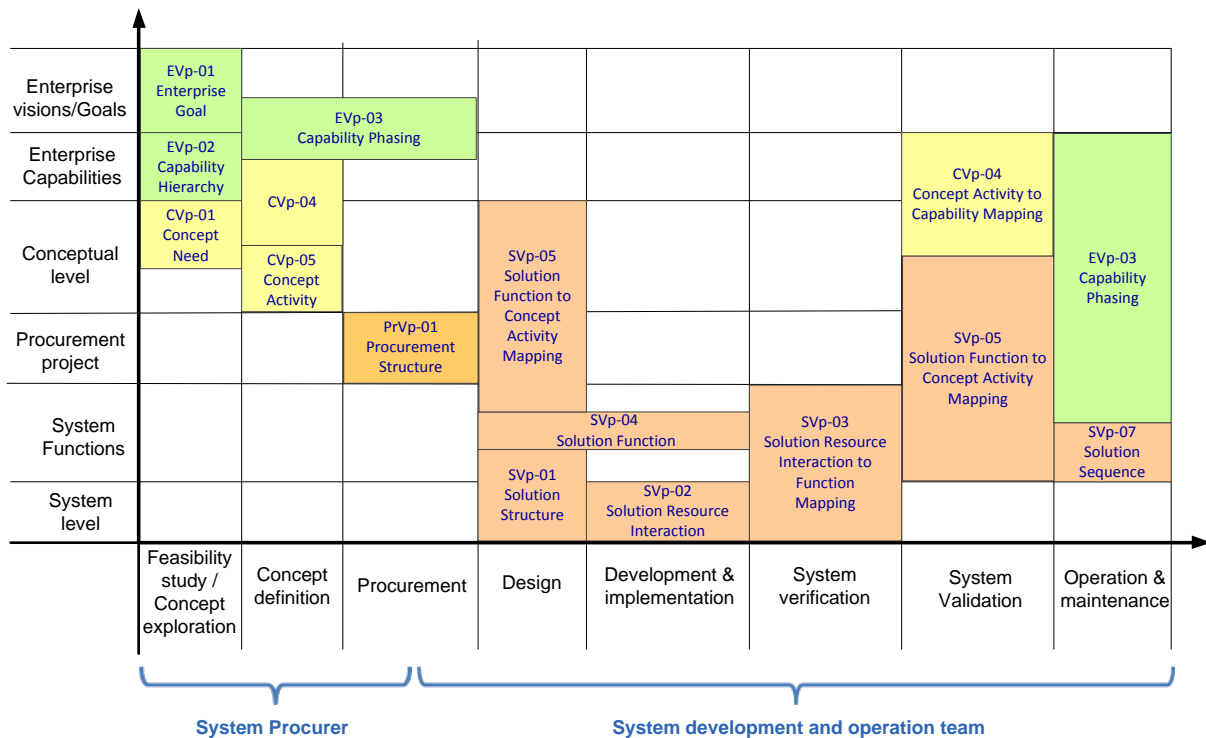 Enterprise
visions/Goals
Enterprise
Capabilities
Conceptual
level
Procurement
project
System
Functions
System
level
EVp-01
Enterprise
Goal
EVp-02
Capability
Hierarchy
CVp-01
Concept
Need
EVp-03
Capability Phasing
CVp-04
CVp-05
Concept
Activity
PrVp-01
Procurement
Structure
SVp-05
Solution
Function to
Concept
Activity
Mapping
SVp-04
Solution Function
SVp-01
Solution
Structure
SVp-02
Solution Resource
Interaction
SVp-03
Solution Resource
Interaction to
Function
Mapping
CVp-04
Concept Activity to
Capability Mapping
SVp-05
Solution Function to
Concept Activity
Mapping
EVp-03
Capability
Phasing
SVp-07
Solution
Sequence
Feasibility
study /
Concept
exploration
Concept
definition
Procurement
Design
Development &
implementation
System
verification
System
Validation
Operation &
maintenance
System Procurer
System development and operation team